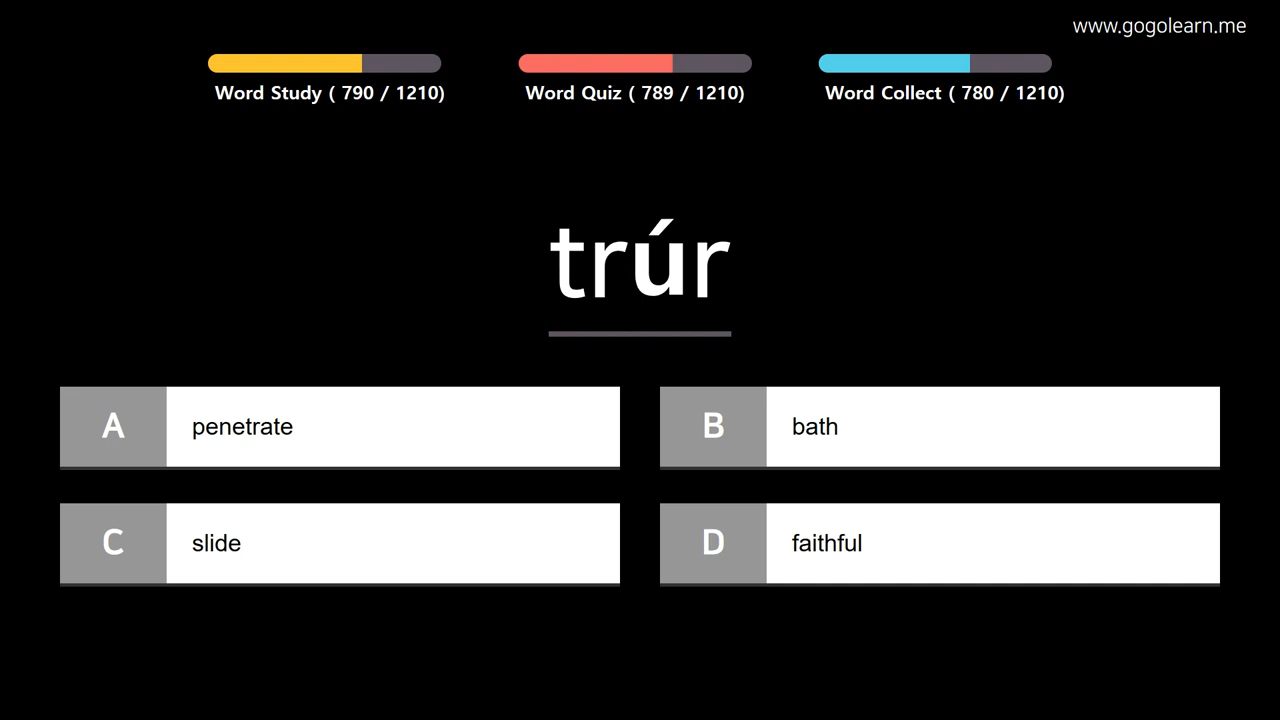 www.gogolearn.me
Word Study ( 790 / 1210)
Word Quiz ( 789 / 1210)
Word Collect ( 780 / 1210)
trúr
A penetrate
B bath
C slide
D faithful